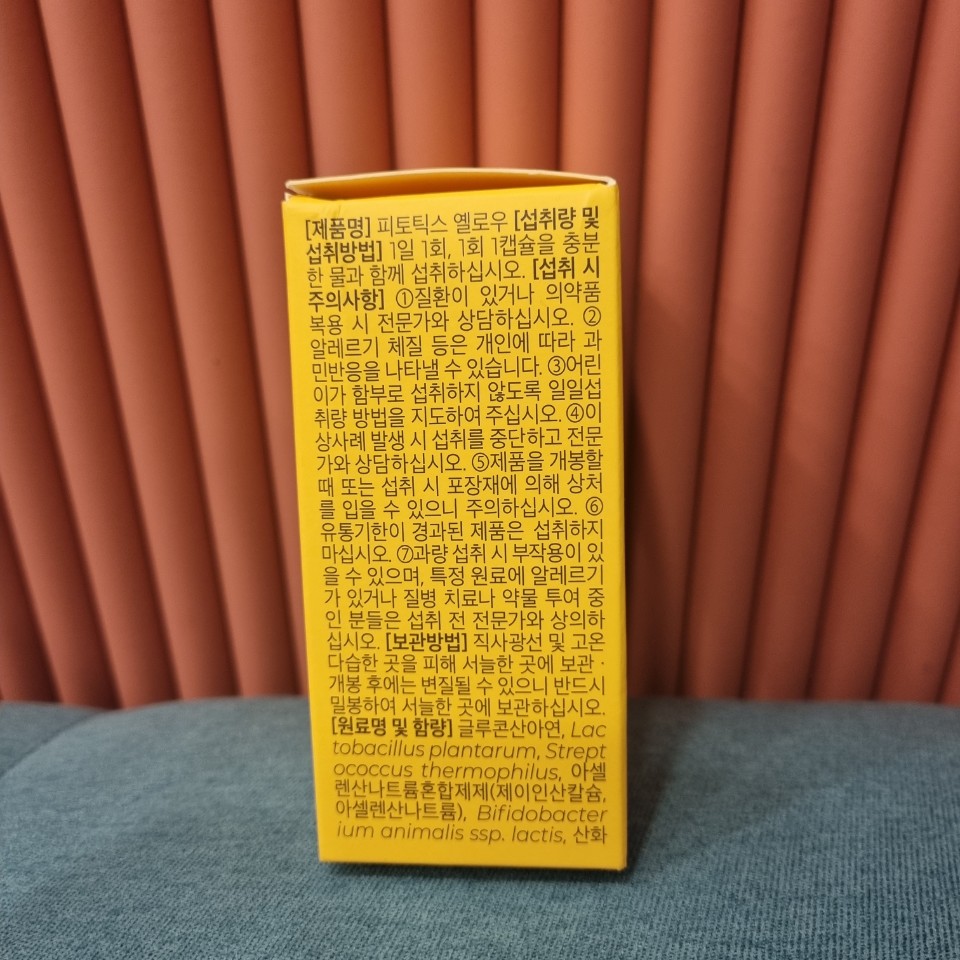 [제품명] 피토틱스 옐로우 [섭취량 및
섭취방법] 1일 1회, 1회 1캡슐을 충분
한 물과 함께 섭취하십시오. [섭취 시
주의사항] ①질환이 있거나 의약품
복용 시 전문가와 상담하십시오. ②
알레르기 체질 등은 개인에 따라 과
민반응을 나타낼 수 있습니다. ③어린
이가 함부로 섭취하지 않도록 일일섭
취량 방법을 지도하여 주십시오. ④이
상사례 발생 시 섭취를 중단하고 전문
가와 상담하십시오. ⑤제품을 개봉할
때 또는 섭취 시 포장재에 의해 상처
를 입을 수 있으니 주의하십시오. ⑥
유통기한이 경과된 제품은 섭취하지
마십시오. ⑦과량 섭취 시 부작용이 있
을 수 있으며, 특정 원료에 알레르기
가 있거나 질병 치료나 약물 투여 중
인 분들은 섭취 전 전문가와 상의하
십시오. [보관방법] 직사광선 및 고온
다습한 곳을 피해 서늘한 곳에 보관 ·
개봉 후에는 변질될 수 있으니 반드시
밀봉하여 서늘한 곳에 보관하십시오.
[원료명 및 함량] 글루콘산아연, Lac
tobacillus plantarum, Strept
ococcus thermophilus, 아셀
렌산나트륨혼합제제(제이인산칼슘,
아셀렌산나트륨), Bifidobacter
ium animalis ssp. lactis, 산화